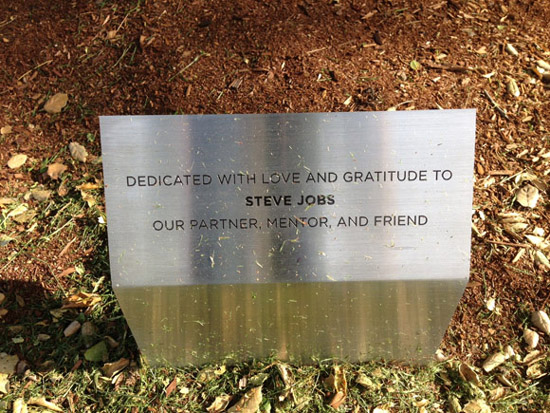 DEDICATED WITH LOVE AND GRATITUDE TO
STEVE JOBS
OUR PARTNER, MENTOR, AND FRIEND